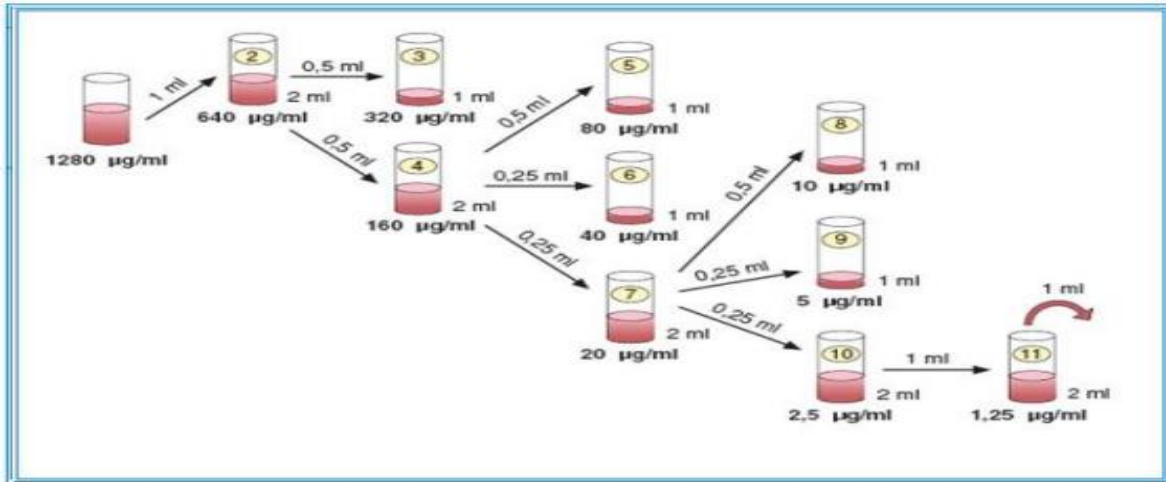 1280 µg/ml
1 ml
2
2 ml
640 µg/ml
0,5 ml
3
1 ml
320 µg/ml
0,5 ml
4
2 ml
160 µg/ml
0,5 ml
5
1 ml
80 µg/ml
0,25 ml
6
1 ml
40 µg/ml
0,25 ml
7
2 ml
20 µg/ml
0,5 ml
8
1 ml
10 µg/ml
0,25 ml
9
1 ml
5 µg/ml
0,25 ml
10
2 ml
2,5 µg/ml
1 ml
11
2 ml
1,25 µg/ml
1 ml